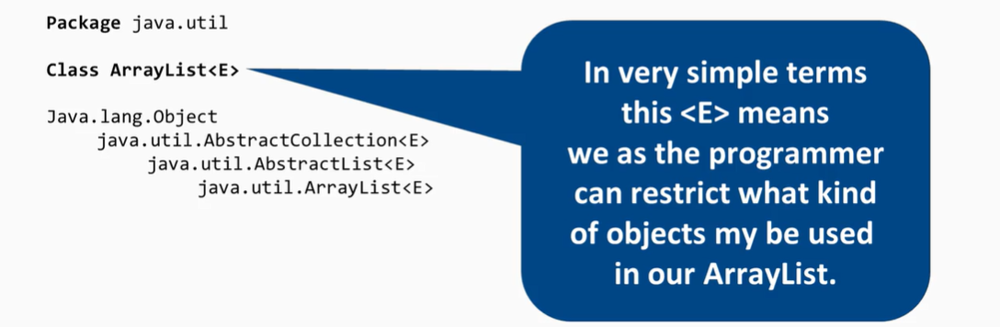 Package java.util
Class ArrayList<E>
Java.lang.Object
java.util.AbstractCollection<E>
java.util.AbstractList<E>
java.util.ArrayList<E>
In very simple terms
this <E> means
we as the programmer
can restrict what kind
of objects my be used
in our ArrayList.